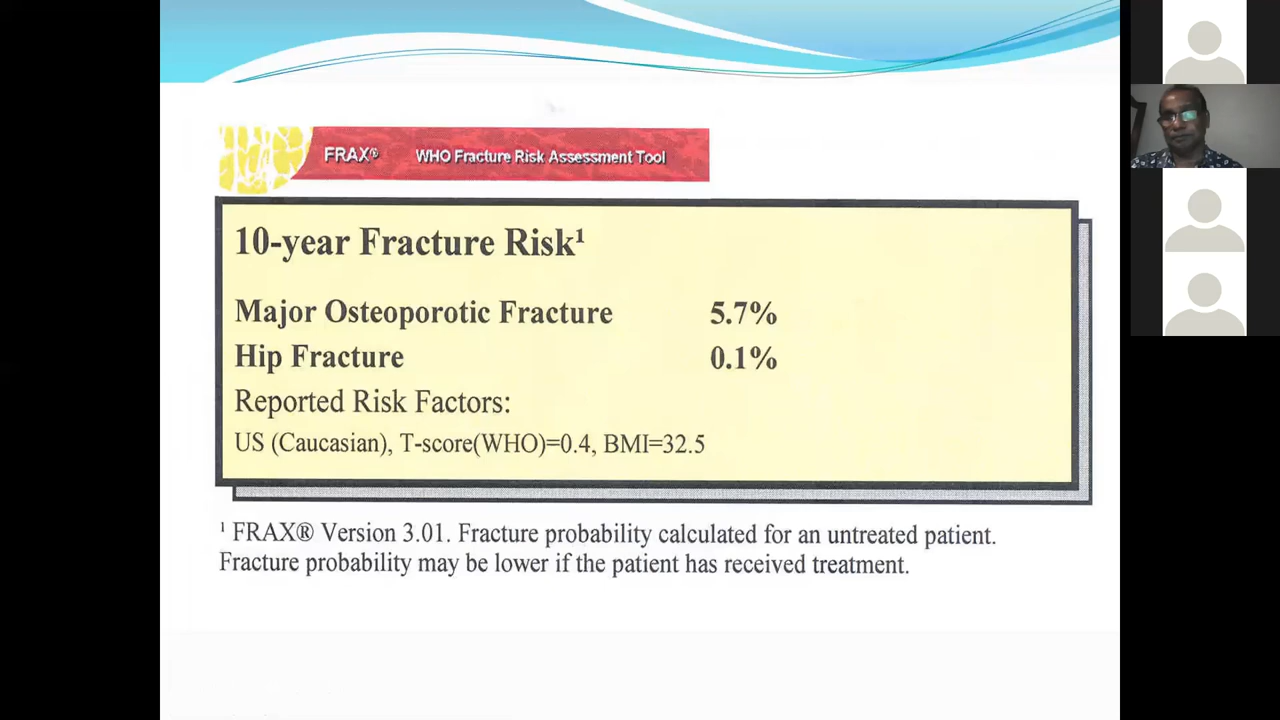 FRAX® WHO Fracture Risk Assessment Tool
10-year Fracture Risk¹
Major Osteoporotic Fracture 5.7%
Hip Fracture 0.1%
Reported Risk Factors:
US (Caucasian), T-score(WHO)=0.4, BMI=32.5
¹ FRAX® Version 3.01. Fracture probability calculated for an untreated patient.
Fracture probability may be lower if the patient has received treatment.